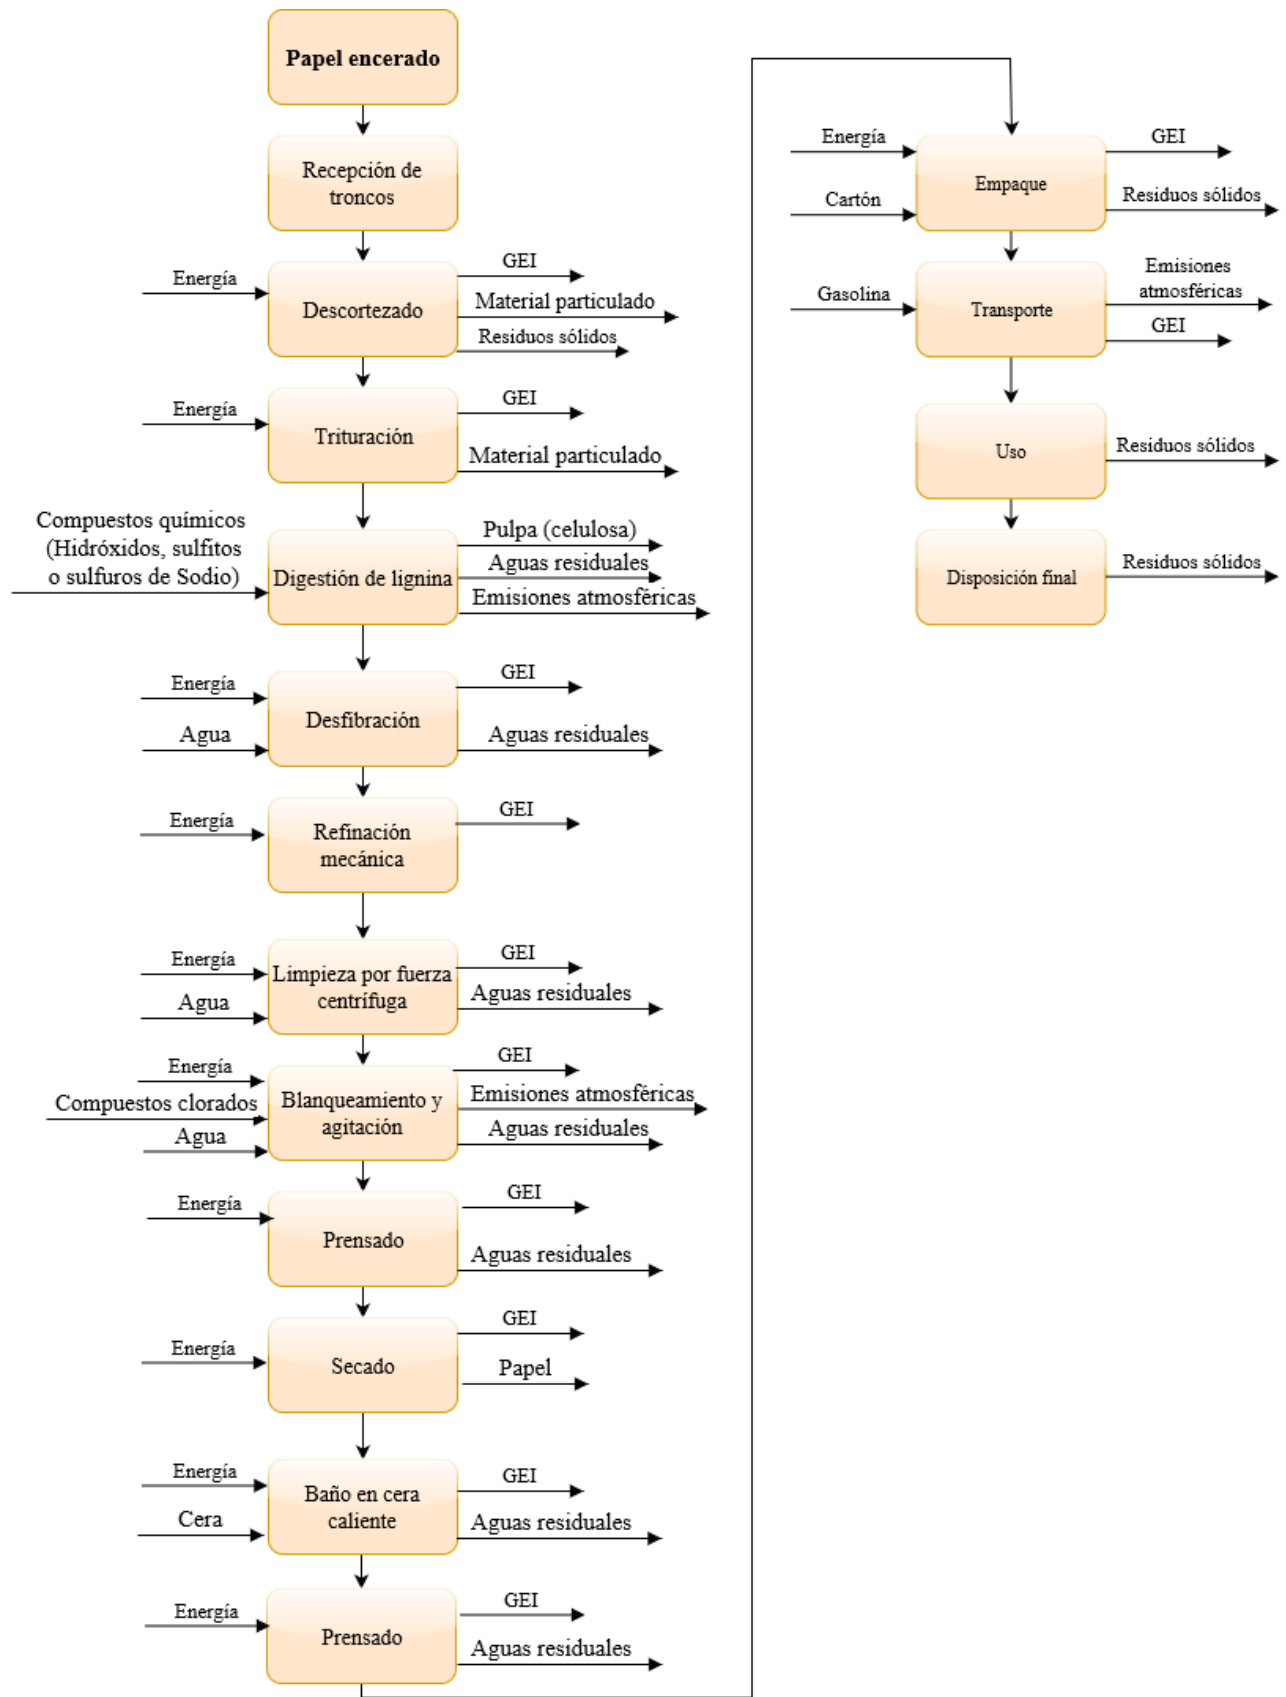 Papel encerado
Recepción de
troncos
Energía
Descortezado
GEI
Material particulado
Residuos sólidos
Energía
Trituración
GEI
Material particulado
Compuestos químicos
(Hidróxidos, sulfitos
o sulfuros de Sodio)
Digestión de lignina
Pulpa (celulosa)
Aguas residuales
Emisiones atmosféricas
Energía
Agua
Desfibración
GEI
Aguas residuales
Energía
Refinación
mecánica
GEI
Energía
Agua
Limpieza por fuerza
centrífuga
GEI
Aguas residuales
Energía
Compuestos clorados
Agua
Blanqueamiento y
agitación
GEI
Emisiones atmosféricas
Aguas residuales
Energía
Prensado
GEI
Aguas residuales
Energía
Secado
GEI
Papel
Energía
Cera
Baño en cera
caliente
GEI
Aguas residuales
Energía
Prensado
GEI
Aguas residuales
Energía
Cartón
Empaque
GEI
Residuos sólidos
Gasolina
Transporte
Emisiones
atmosféricas
GEI
Uso
Residuos sólidos
Disposición final
Residuos sólidos